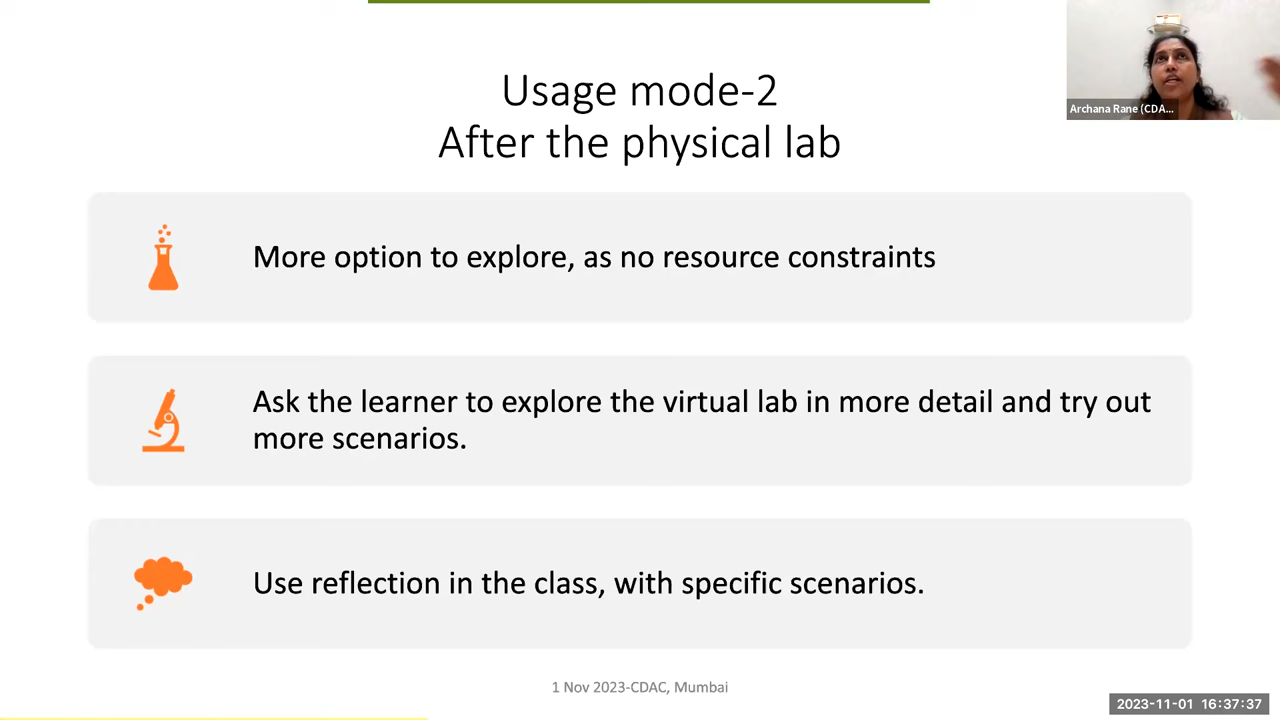 Usage mode-2
After the physical lab
Archana Rane (CDA...
More option to explore, as no resource constraints
Ask the learner to explore the virtual lab in more detail and try out
more scenarios.
Use reflection in the class, with specific scenarios.
1 Nov 2023-CDAC, Mumbai
2023-11-01 16:37:37